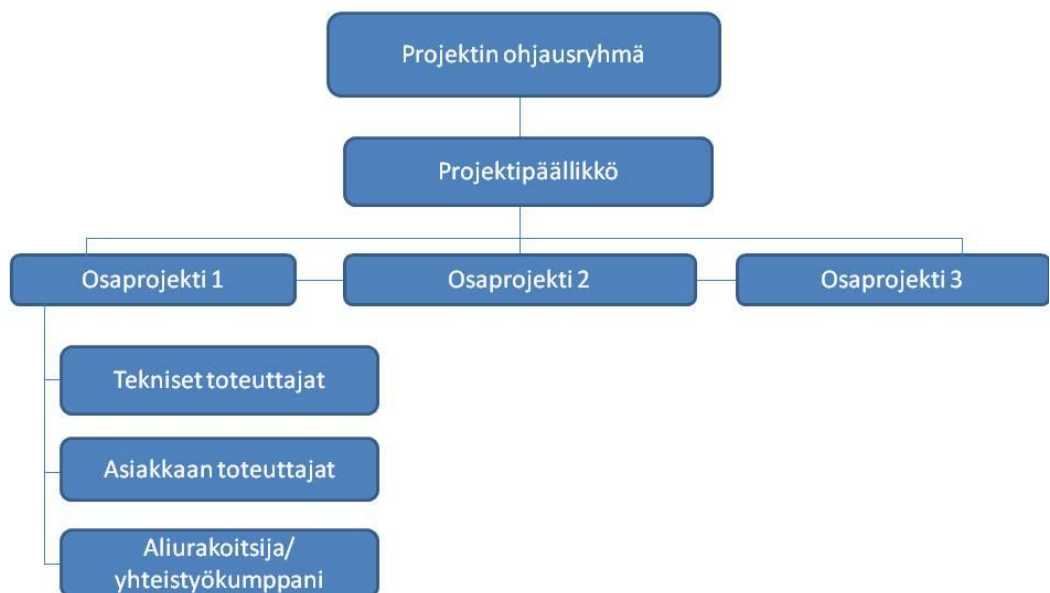 Projektin ohjausryhmä
Projektipäällikkö
Osaprojekti 1
Osaprojekti 2
Osaprojekti 3
Tekniset toteuttajat
Asiakkaan toteuttajat
Aliurakoitsija/
yhteistyökumppani